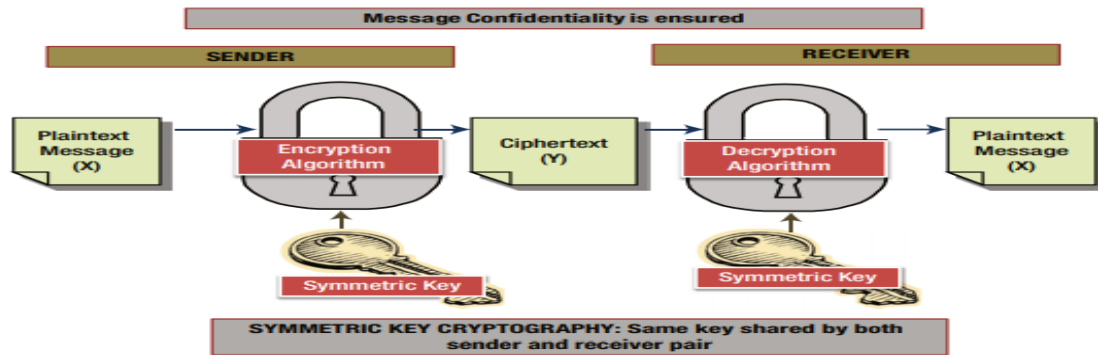 Message Confidentiality is ensured
SENDER
RECEIVER
Plaintext
Message
(X)
Encryption
Algorithm
Ciphertext
(Y)
Decryption
Algorithm
Plaintext
Message
(X)
Symmetric Key
Symmetric Key
SYMMETRIC KEY CRYPTOGRAPHY: Same key shared by both
sender and receiver pair